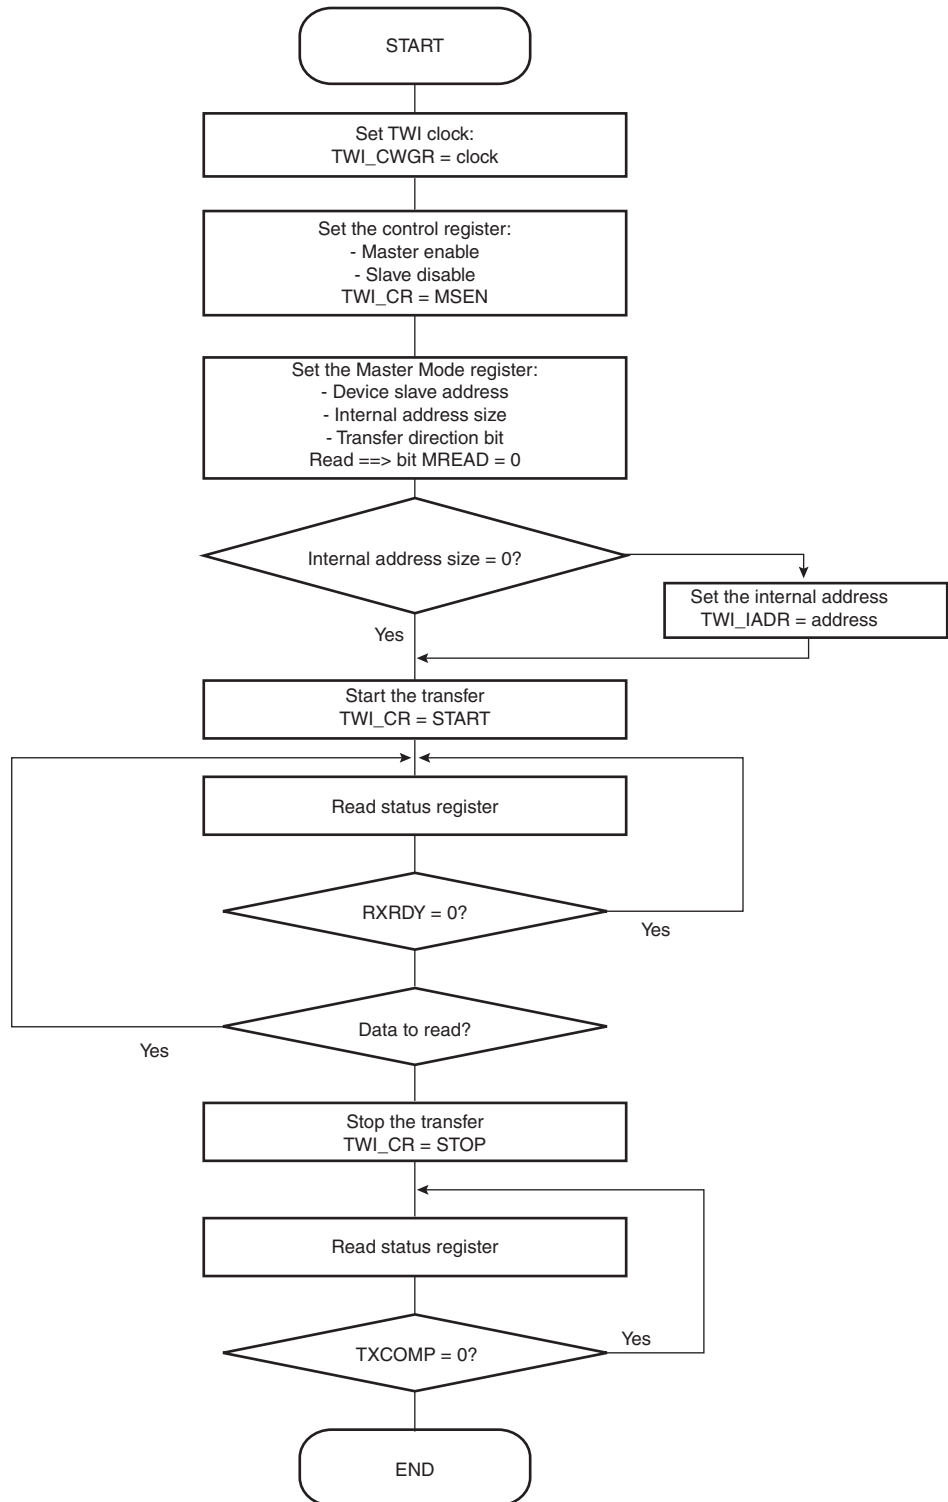 START
Set TWI clock:
TWI_CWGR = clock
Set the control register:
- Master enable
- Slave disable
TWI_CR = MSEN
Set the Master Mode register:
- Device slave address
- Internal address size
- Transfer direction bit
Read ==> bit MREAD = 0
Internal address size = 0?
Set the internal address
TWI_IADR = address
Yes
Start the transfer
TWI_CR = START
Read status register
RXRDY = 0?
Yes
Data to read?
Yes
Stop the transfer
TWI_CR = STOP
Read status register
TXCOMP = 0?
Yes
END